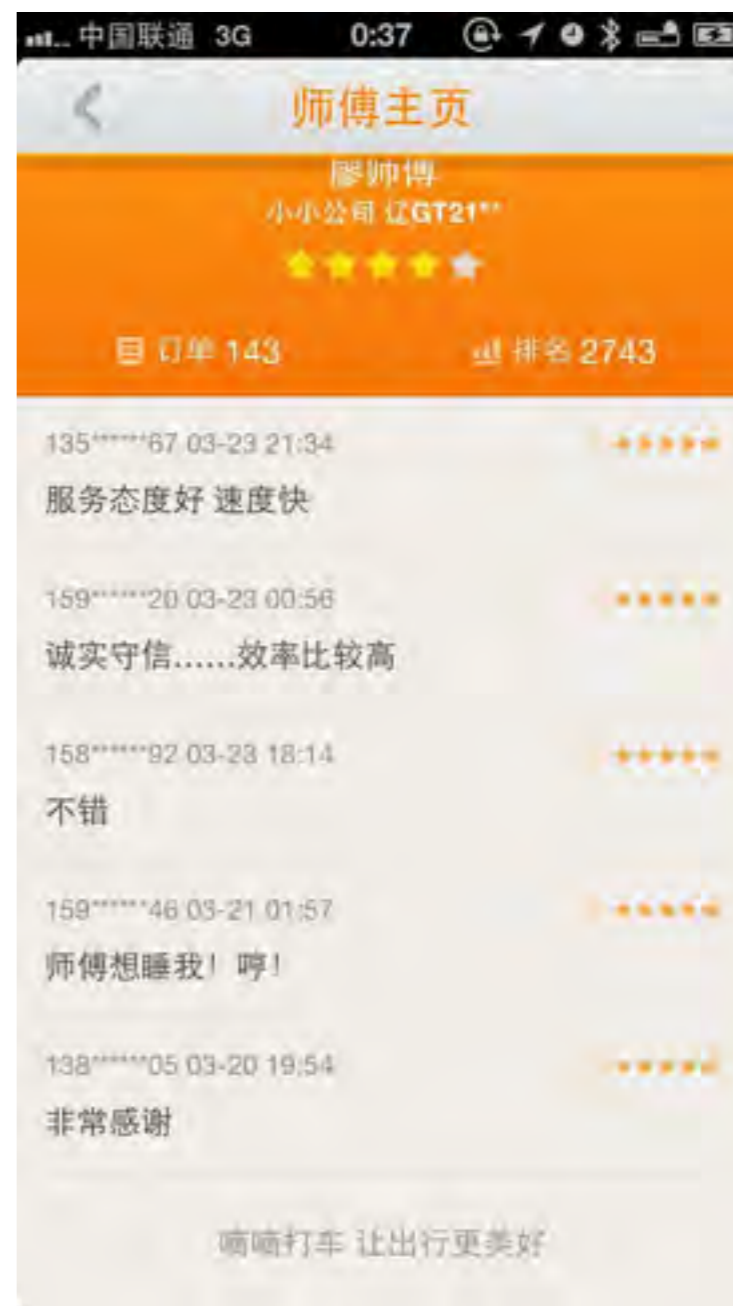 中国联通 3G 0:37
师傅主页
廖师傅
小小公司 辽GT21**
订单 143 排名 2743
135******67 03-23 21:34
服务态度好 速度快
159******20 03-23 00:56
诚实守信……效率比较高
158******92 03-23 18:14
不错
159******46 03-21 01:57
师傅想睡我！哼！
138******05 03-20 19:54
非常感谢
嘀嘀打车 让出行更美好